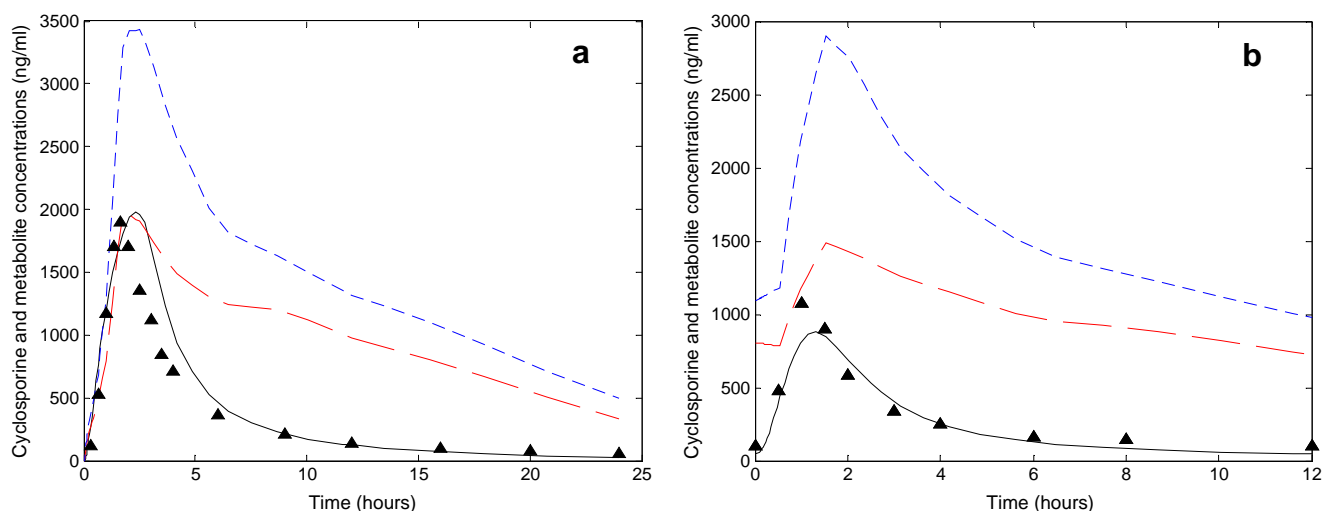 a
Cyclosporine and metabolite concentrations (ng/ml)
3500
3000
2500
2000
1500
1000
500
0
0 5 10 15 20 25
Time (hours)
b
Cyclosporine and metabolite concentrations (ng/ml)
3000
2500
2000
1500
1000
500
0
0 2 4 6 8 10 12
Time (hours)